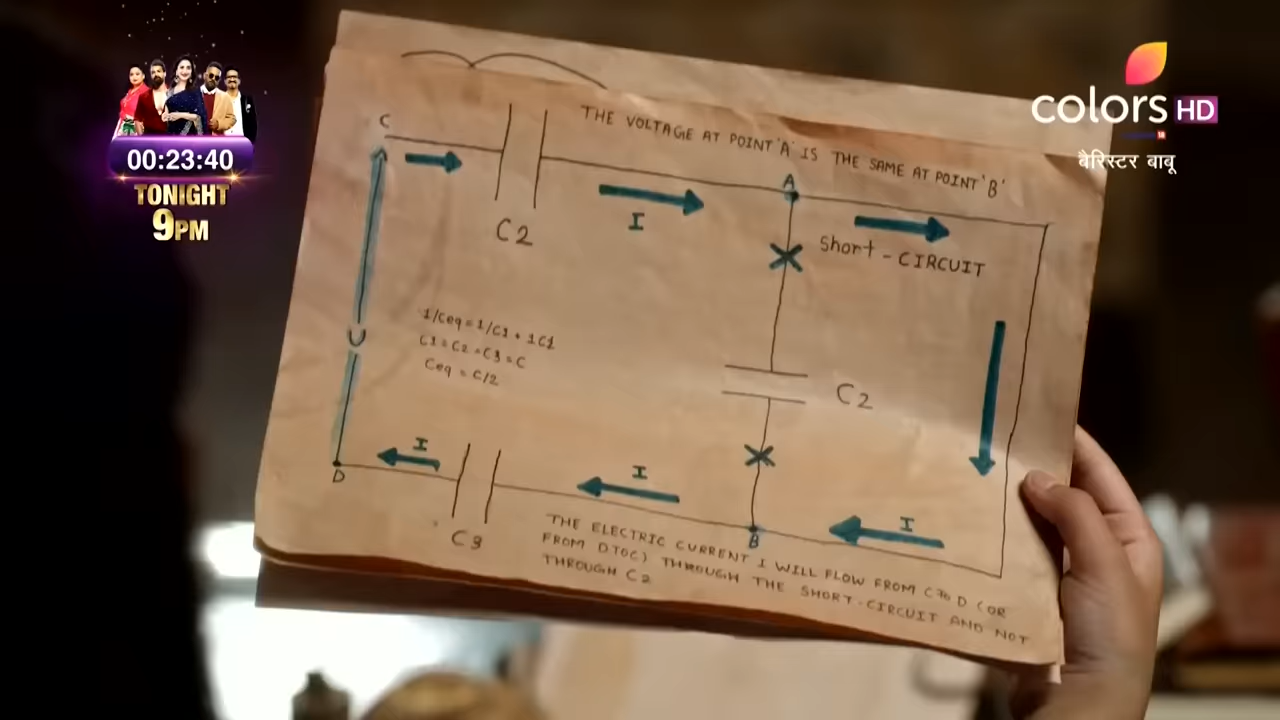 00:23:40
TONIGHT
9PM
colors HD
बैरिस्टर बाबू
THE VOLTAGE AT POINT 'A' IS THE SAME AT POINT 'B'
C
A
I
C2
Short-CIRCUIT
U
1/Ceq = 1/C1 + 1C1
C1 = C2 = C3 = C
Ceq = C/2
C2
I
I
D
I
B
C3
THE ELECTRIC CURRENT I WILL FLOW FROM C TO D (OR
FROM D TO C) THROUGH THE SHORT-CIRCUIT AND NOT
THROUGH C2